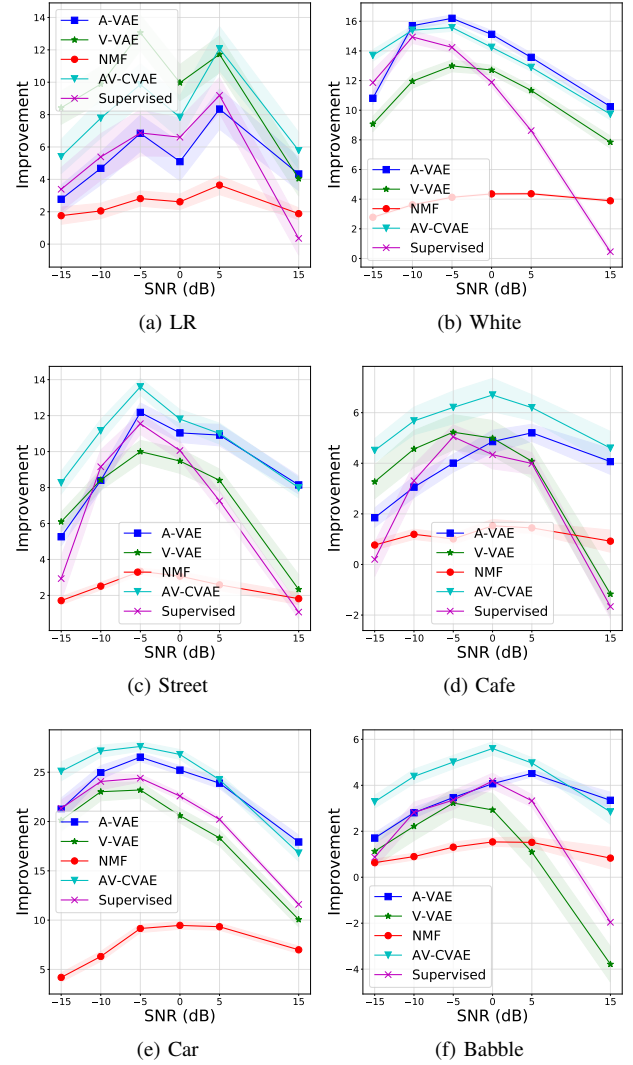 14
12
10
8
6
4
2
0
Improvement
A-VAE
V-VAE
NMF
AV-CVAE
Supervised
−15 −10 −5 0 5 15
SNR (dB)
(a) LR
16
14
12
10
8
6
4
2
0
Improvement
A-VAE
V-VAE
NMF
AV-CVAE
Supervised
−15 −10 −5 0 5 15
SNR (dB)
(b) White
14
12
10
8
6
4
2
Improvement
A-VAE
V-VAE
NMF
AV-CVAE
Supervised
−15 −10 −5 0 5 15
SNR (dB)
(c) Street
6
4
2
0
−2
Improvement
A-VAE
V-VAE
NMF
AV-CVAE
Supervised
−15 −10 −5 0 5 15
SNR (dB)
(d) Cafe
25
20
15
10
5
Improvement
A-VAE
V-VAE
NMF
AV-CVAE
Supervised
−15 −10 −5 0 5 15
SNR (dB)
(e) Car
6
4
2
0
−2
−4
Improvement
A-VAE
V-VAE
NMF
AV-CVAE
Supervised
−15 −10 −5 0 5 15
SNR (dB)
(f) Babble